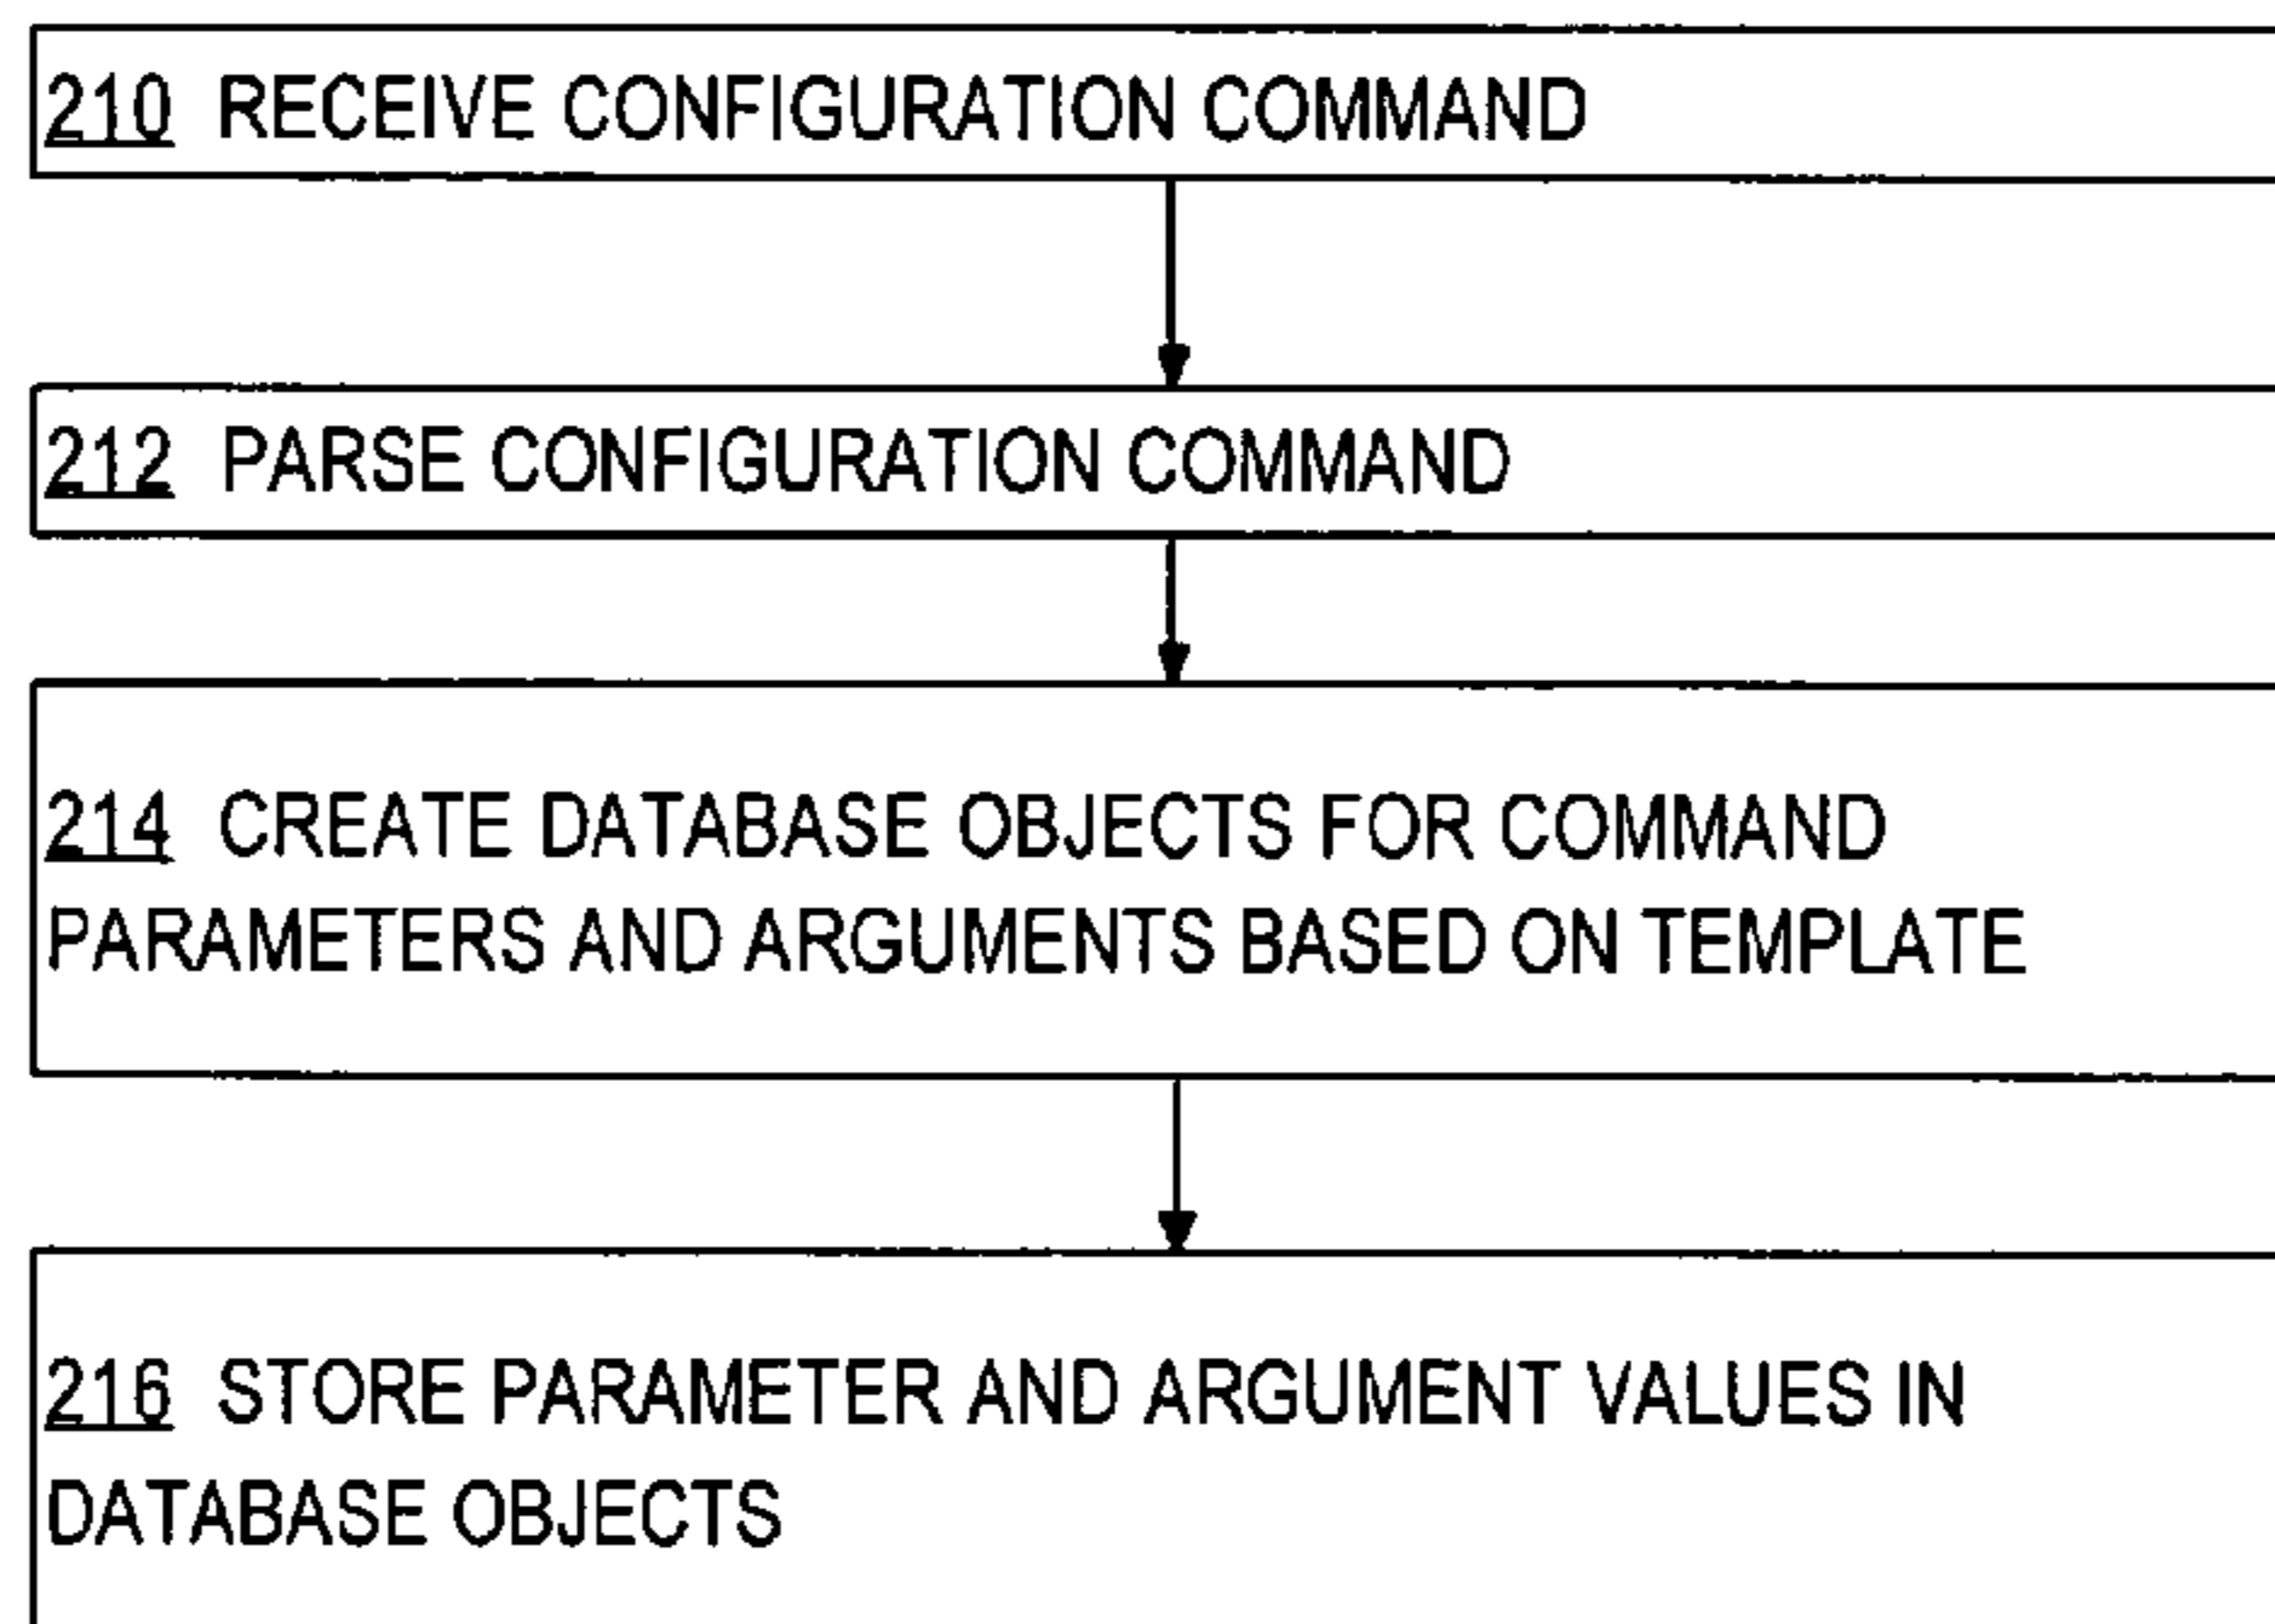 210 RECEIVE CONFIGURATION COMMAND
212 PARSE CONFIGURATION COMMAND
214 CREATE DATABASE OBJECTS FOR COMMAND
PARAMETERS AND ARGUMENTS BASED ON TEMPLATE
216 STORE PARAMETER AND ARGUMENT VALUES IN
DATABASE OBJECTS